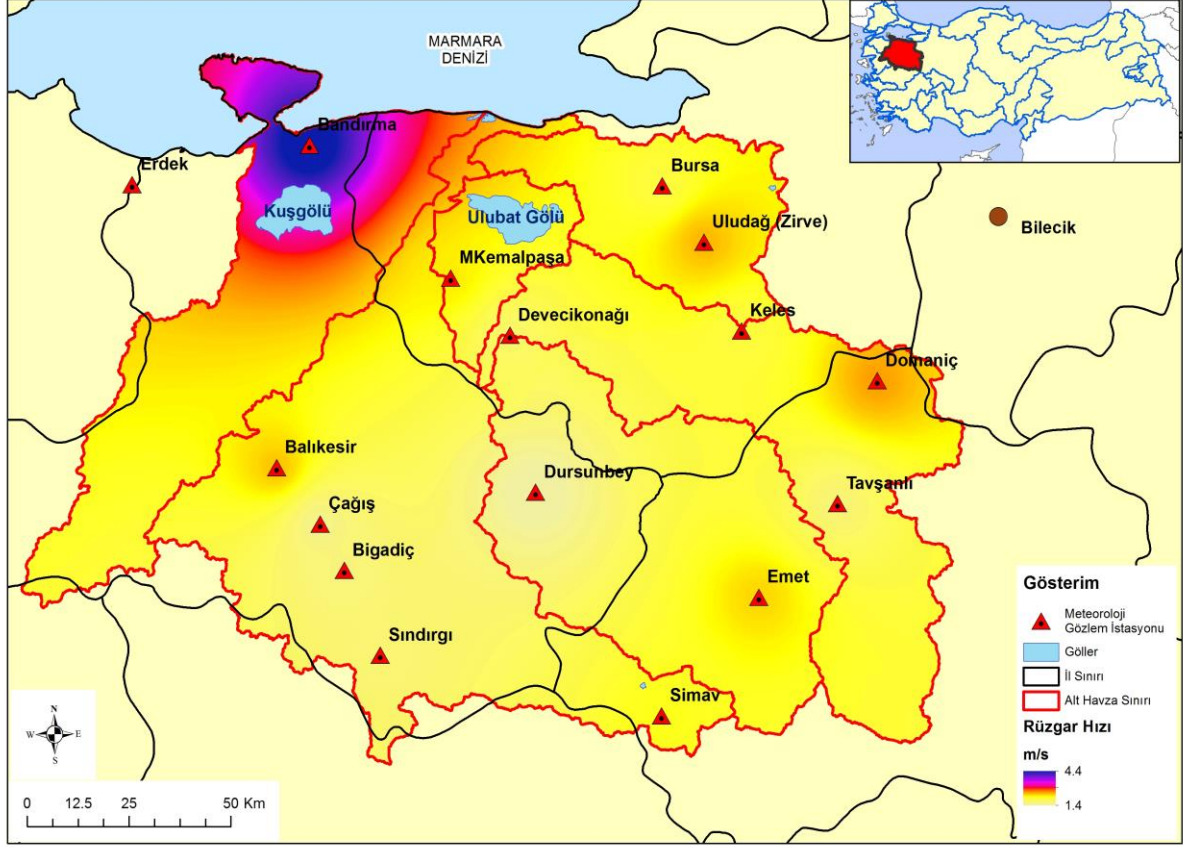 MARMARA
DENİZİ
Bandırma
Erdek
Kuşgölü
Bursa
Ulubat Gölü
Uludağ (Zirve)
Bilecik
MKemalpaşa
Devecikonağı
Keles
Domaniç
Balıkesir
Dursunbey
Tavşanlı
Çağış
Bigadiç
Emet
Sındırgı
Simav
N
W
E
S
0
12.5
25
50 Km
Gösterim
Meteoroloji
Gözlem İstasyonu
Göller
İl Sınırı
Alt Havza Sınırı
Rüzgar Hızı
m/s
4.4
1.4